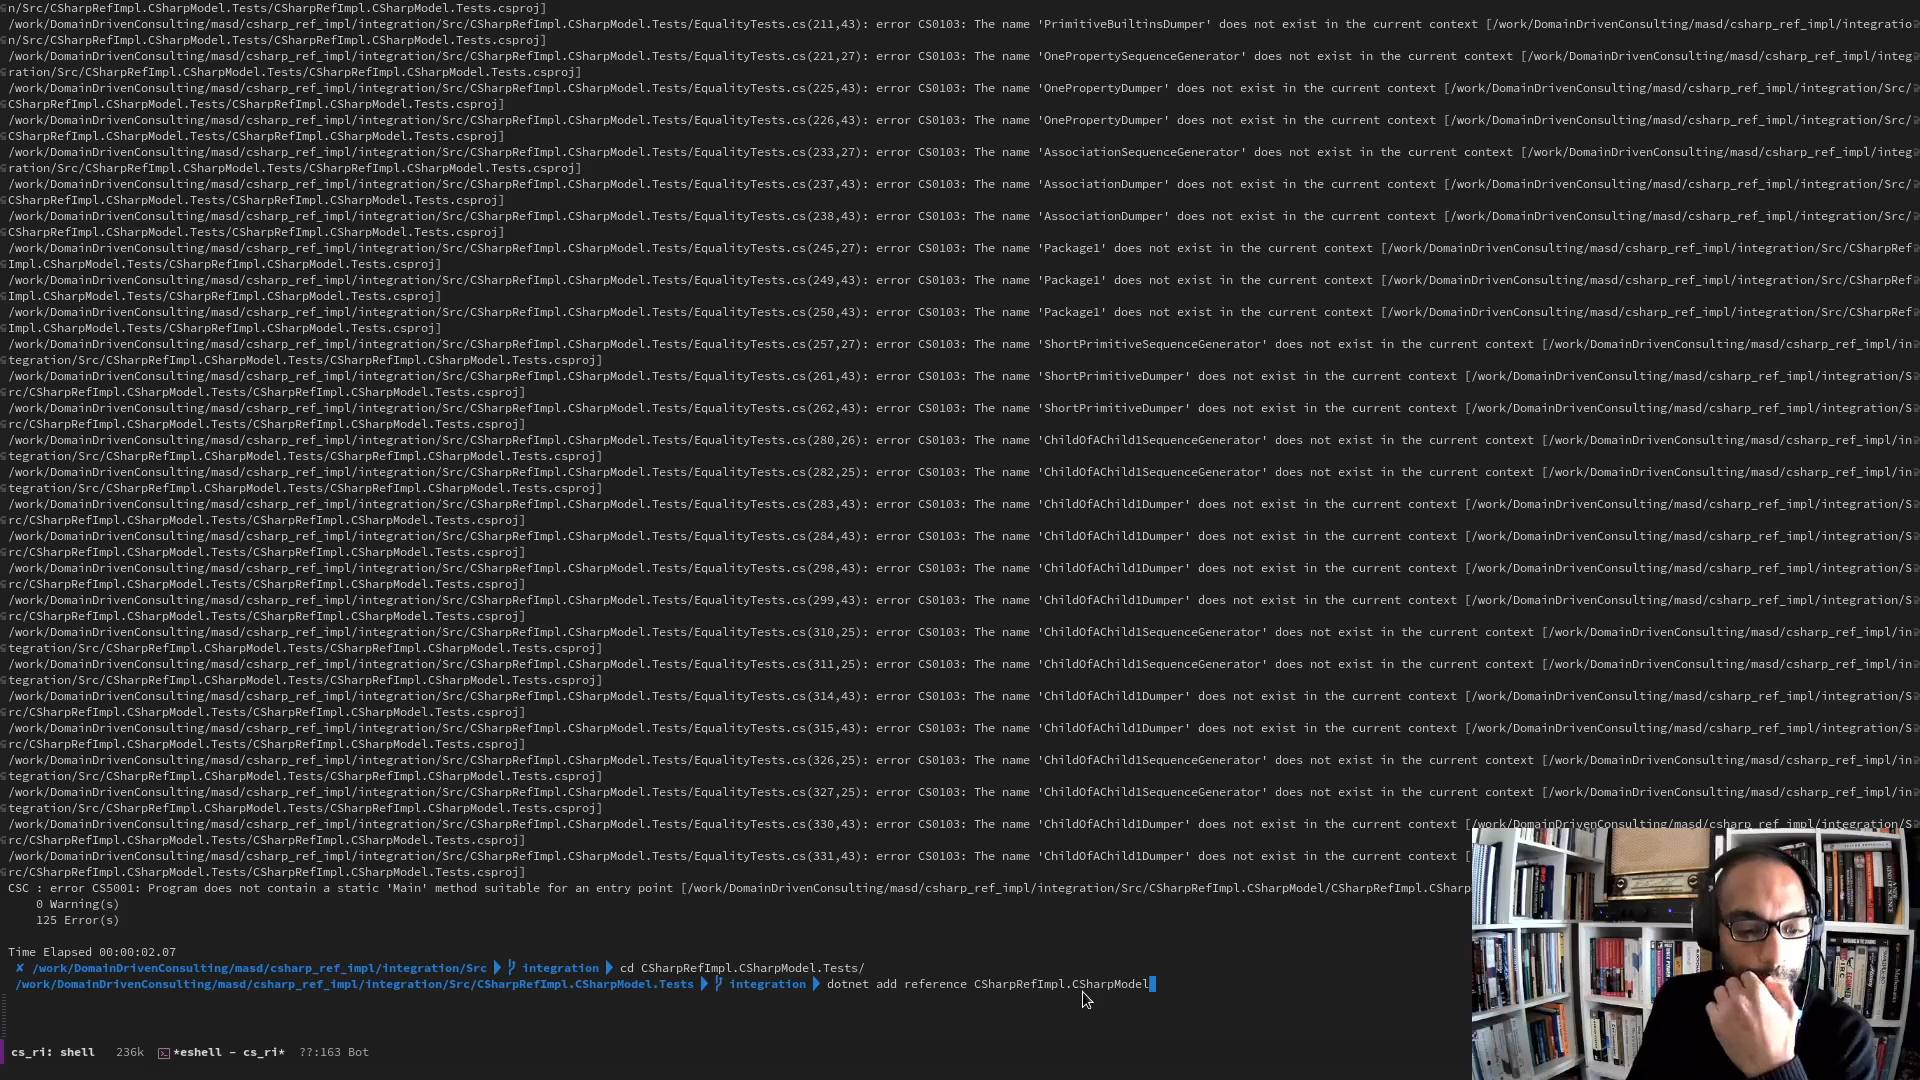 n/Src/CSharpRefImpl.CSharpModel.Tests/CSharpRefImpl.CSharpModel.Tests.csproj]
/work/DomainDrivenConsulting/masd/csharp_ref_impl/integration/Src/CSharpRefImpl.CSharpModel.Tests/EqualityTests.cs(211,43): error CS0103: The name 'PrimitiveBuiltinsDumper' does not exist in the current context [/work/DomainDrivenConsulting/masd/csharp_ref_impl/integratio
n/Src/CSharpRefImpl.CSharpModel.Tests/CSharpRefImpl.CSharpModel.Tests.csproj]
/work/DomainDrivenConsulting/masd/csharp_ref_impl/integration/Src/CSharpRefImpl.CSharpModel.Tests/EqualityTests.cs(221,27): error CS0103: The name 'OnePropertySequenceGenerator' does not exist in the current context [/work/DomainDrivenConsulting/masd/csharp_ref_impl/integ
ration/Src/CSharpRefImpl.CSharpModel.Tests/CSharpRefImpl.CSharpModel.Tests.csproj]
/work/DomainDrivenConsulting/masd/csharp_ref_impl/integration/Src/CSharpRefImpl.CSharpModel.Tests/EqualityTests.cs(225,43): error CS0103: The name 'OnePropertyDumper' does not exist in the current context [/work/DomainDrivenConsulting/masd/csharp_ref_impl/integration/Src/
CSharpRefImpl.CSharpModel.Tests/CSharpRefImpl.CSharpModel.Tests.csproj]
/work/DomainDrivenConsulting/masd/csharp_ref_impl/integration/Src/CSharpRefImpl.CSharpModel.Tests/EqualityTests.cs(226,43): error CS0103: The name 'OnePropertyDumper' does not exist in the current context [/work/DomainDrivenConsulting/masd/csharp_ref_impl/integration/Src/
CSharpRefImpl.CSharpModel.Tests/CSharpRefImpl.CSharpModel.Tests.csproj]
/work/DomainDrivenConsulting/masd/csharp_ref_impl/integration/Src/CSharpRefImpl.CSharpModel.Tests/EqualityTests.cs(233,27): error CS0103: The name 'AssociationSequenceGenerator' does not exist in the current context [/work/DomainDrivenConsulting/masd/csharp_ref_impl/integ
ration/Src/CSharpRefImpl.CSharpModel.Tests/CSharpRefImpl.CSharpModel.Tests.csproj]
/work/DomainDrivenConsulting/masd/csharp_ref_impl/integration/Src/CSharpRefImpl.CSharpModel.Tests/EqualityTests.cs(237,43): error CS0103: The name 'AssociationDumper' does not exist in the current context [/work/DomainDrivenConsulting/masd/csharp_ref_impl/integration/Src/
CSharpRefImpl.CSharpModel.Tests/CSharpRefImpl.CSharpModel.Tests.csproj]
/work/DomainDrivenConsulting/masd/csharp_ref_impl/integration/Src/CSharpRefImpl.CSharpModel.Tests/EqualityTests.cs(238,43): error CS0103: The name 'AssociationDumper' does not exist in the current context [/work/DomainDrivenConsulting/masd/csharp_ref_impl/integration/Src/
CSharpRefImpl.CSharpModel.Tests/CSharpRefImpl.CSharpModel.Tests.csproj]
/work/DomainDrivenConsulting/masd/csharp_ref_impl/integration/Src/CSharpRefImpl.CSharpModel.Tests/EqualityTests.cs(245,27): error CS0103: The name 'Package1' does not exist in the current context [/work/DomainDrivenConsulting/masd/csharp_ref_impl/integration/Src/CSharpRef
Impl.CSharpModel.Tests/CSharpRefImpl.CSharpModel.Tests.csproj]
/work/DomainDrivenConsulting/masd/csharp_ref_impl/integration/Src/CSharpRefImpl.CSharpModel.Tests/EqualityTests.cs(249,43): error CS0103: The name 'Package1' does not exist in the current context [/work/DomainDrivenConsulting/masd/csharp_ref_impl/integration/Src/CSharpRef
Impl.CSharpModel.Tests/CSharpRefImpl.CSharpModel.Tests.csproj]
/work/DomainDrivenConsulting/masd/csharp_ref_impl/integration/Src/CSharpRefImpl.CSharpModel.Tests/EqualityTests.cs(250,43): error CS0103: The name 'Package1' does not exist in the current context [/work/DomainDrivenConsulting/masd/csharp_ref_impl/integration/Src/CSharpRef
Impl.CSharpModel.Tests/CSharpRefImpl.CSharpModel.Tests.csproj]
/work/DomainDrivenConsulting/masd/csharp_ref_impl/integration/Src/CSharpRefImpl.CSharpModel.Tests/EqualityTests.cs(257,27): error CS0103: The name 'ShortPrimitiveSequenceGenerator' does not exist in the current context [/work/DomainDrivenConsulting/masd/csharp_ref_impl/in
tegration/Src/CSharpRefImpl.CSharpModel.Tests/CSharpRefImpl.CSharpModel.Tests.csproj]
/work/DomainDrivenConsulting/masd/csharp_ref_impl/integration/Src/CSharpRefImpl.CSharpModel.Tests/EqualityTests.cs(261,43): error CS0103: The name 'ShortPrimitiveDumper' does not exist in the current context [/work/DomainDrivenConsulting/masd/csharp_ref_impl/integration/S
rc/CSharpRefImpl.CSharpModel.Tests/CSharpRefImpl.CSharpModel.Tests.csproj]
/work/DomainDrivenConsulting/masd/csharp_ref_impl/integration/Src/CSharpRefImpl.CSharpModel.Tests/EqualityTests.cs(262,43): error CS0103: The name 'ShortPrimitiveDumper' does not exist in the current context [/work/DomainDrivenConsulting/masd/csharp_ref_impl/integration/S
rc/CSharpRefImpl.CSharpModel.Tests/CSharpRefImpl.CSharpModel.Tests.csproj]
/work/DomainDrivenConsulting/masd/csharp_ref_impl/integration/Src/CSharpRefImpl.CSharpModel.Tests/EqualityTests.cs(280,26): error CS0103: The name 'ChildOfAChild1SequenceGenerator' does not exist in the current context [/work/DomainDrivenConsulting/masd/csharp_ref_impl/in
tegration/Src/CSharpRefImpl.CSharpModel.Tests/CSharpRefImpl.CSharpModel.Tests.csproj]
/work/DomainDrivenConsulting/masd/csharp_ref_impl/integration/Src/CSharpRefImpl.CSharpModel.Tests/EqualityTests.cs(282,25): error CS0103: The name 'ChildOfAChild1SequenceGenerator' does not exist in the current context [/work/DomainDrivenConsulting/masd/csharp_ref_impl/in
tegration/Src/CSharpRefImpl.CSharpModel.Tests/CSharpRefImpl.CSharpModel.Tests.csproj]
/work/DomainDrivenConsulting/masd/csharp_ref_impl/integration/Src/CSharpRefImpl.CSharpModel.Tests/EqualityTests.cs(283,43): error CS0103: The name 'ChildOfAChild1Dumper' does not exist in the current context [/work/DomainDrivenConsulting/masd/csharp_ref_impl/integration/S
rc/CSharpRefImpl.CSharpModel.Tests/CSharpRefImpl.CSharpModel.Tests.csproj]
/work/DomainDrivenConsulting/masd/csharp_ref_impl/integration/Src/CSharpRefImpl.CSharpModel.Tests/EqualityTests.cs(284,43): error CS0103: The name 'ChildOfAChild1Dumper' does not exist in the current context [/work/DomainDrivenConsulting/masd/csharp_ref_impl/integration/S
rc/CSharpRefImpl.CSharpModel.Tests/CSharpRefImpl.CSharpModel.Tests.csproj]
/work/DomainDrivenConsulting/masd/csharp_ref_impl/integration/Src/CSharpRefImpl.CSharpModel.Tests/EqualityTests.cs(298,43): error CS0103: The name 'ChildOfAChild1Dumper' does not exist in the current context [/work/DomainDrivenConsulting/masd/csharp_ref_impl/integration/S
rc/CSharpRefImpl.CSharpModel.Tests/CSharpRefImpl.CSharpModel.Tests.csproj]
/work/DomainDrivenConsulting/masd/csharp_ref_impl/integration/Src/CSharpRefImpl.CSharpModel.Tests/EqualityTests.cs(299,43): error CS0103: The name 'ChildOfAChild1Dumper' does not exist in the current context [/work/DomainDrivenConsulting/masd/csharp_ref_impl/integration/S
rc/CSharpRefImpl.CSharpModel.Tests/CSharpRefImpl.CSharpModel.Tests.csproj]
/work/DomainDrivenConsulting/masd/csharp_ref_impl/integration/Src/CSharpRefImpl.CSharpModel.Tests/EqualityTests.cs(310,25): error CS0103: The name 'ChildOfAChild1SequenceGenerator' does not exist in the current context [/work/DomainDrivenConsulting/masd/csharp_ref_impl/in
tegration/Src/CSharpRefImpl.CSharpModel.Tests/CSharpRefImpl.CSharpModel.Tests.csproj]
/work/DomainDrivenConsulting/masd/csharp_ref_impl/integration/Src/CSharpRefImpl.CSharpModel.Tests/EqualityTests.cs(311,25): error CS0103: The name 'ChildOfAChild1SequenceGenerator' does not exist in the current context [/work/DomainDrivenConsulting/masd/csharp_ref_impl/in
tegration/Src/CSharpRefImpl.CSharpModel.Tests/CSharpRefImpl.CSharpModel.Tests.csproj]
/work/DomainDrivenConsulting/masd/csharp_ref_impl/integration/Src/CSharpRefImpl.CSharpModel.Tests/EqualityTests.cs(314,43): error CS0103: The name 'ChildOfAChild1Dumper' does not exist in the current context [/work/DomainDrivenConsulting/masd/csharp_ref_impl/integration/S
rc/CSharpRefImpl.CSharpModel.Tests/CSharpRefImpl.CSharpModel.Tests.csproj]
/work/DomainDrivenConsulting/masd/csharp_ref_impl/integration/Src/CSharpRefImpl.CSharpModel.Tests/EqualityTests.cs(315,43): error CS0103: The name 'ChildOfAChild1Dumper' does not exist in the current context [/work/DomainDrivenConsulting/masd/csharp_ref_impl/integration/S
rc/CSharpRefImpl.CSharpModel.Tests/CSharpRefImpl.CSharpModel.Tests.csproj]
/work/DomainDrivenConsulting/masd/csharp_ref_impl/integration/Src/CSharpRefImpl.CSharpModel.Tests/EqualityTests.cs(326,25): error CS0103: The name 'ChildOfAChild1SequenceGenerator' does not exist in the current context [/work/DomainDrivenConsulting/masd/csharp_ref_impl/in
tegration/Src/CSharpRefImpl.CSharpModel.Tests/CSharpRefImpl.CSharpModel.Tests.csproj]
/work/DomainDrivenConsulting/masd/csharp_ref_impl/integration/Src/CSharpRefImpl.CSharpModel.Tests/EqualityTests.cs(327,25): error CS0103: The name 'ChildOfAChild1SequenceGenerator' does not exist in the current context [/work/DomainDrivenConsulting/masd/csharp_ref_impl/in
tegration/Src/CSharpRefImpl.CSharpModel.Tests/CSharpRefImpl.CSharpModel.Tests.csproj]
/work/DomainDrivenConsulting/masd/csharp_ref_impl/integration/Src/CSharpRefImpl.CSharpModel.Tests/EqualityTests.cs(330,43): error CS0103: The name 'ChildOfAChild1Dumper' does not exist in the current context [/work/DomainDrivenConsulting/masd/csharp_ref_impl/integration/S
rc/CSharpRefImpl.CSharpModel.Tests/CSharpRefImpl.CSharpModel.Tests.csproj]
/work/DomainDrivenConsulting/masd/csharp_ref_impl/integration/Src/CSharpRefImpl.CSharpModel.Tests/EqualityTests.cs(331,43): error CS0103: The name 'ChildOfAChild1Dumper' does not exist in the current context [
rc/CSharpRefImpl.CSharpModel.Tests/CSharpRefImpl.CSharpModel.Tests.csproj]
CSC : error CS5001: Program does not contain a static 'Main' method suitable for an entry point [/work/DomainDrivenConsulting/masd/csharp_ref_impl/integration/Src/CSharpRefImpl.CSharpModel/CSharpRefImpl.CSharp
0 Warning(s)
125 Error(s)
Time Elapsed 00:00:02.07
✘ /work/DomainDrivenConsulting/masd/csharp_ref_impl/integration/Src integration cd CSharpRefImpl.CSharpModel.Tests/
/work/DomainDrivenConsulting/masd/csharp_ref_impl/integration/Src/CSharpRefImpl.CSharpModel.Tests integration dotnet add reference CSharpRefImpl.CSharpModel
cs_ri: shell 236k *eshell - cs_ri* ??:163 Bot